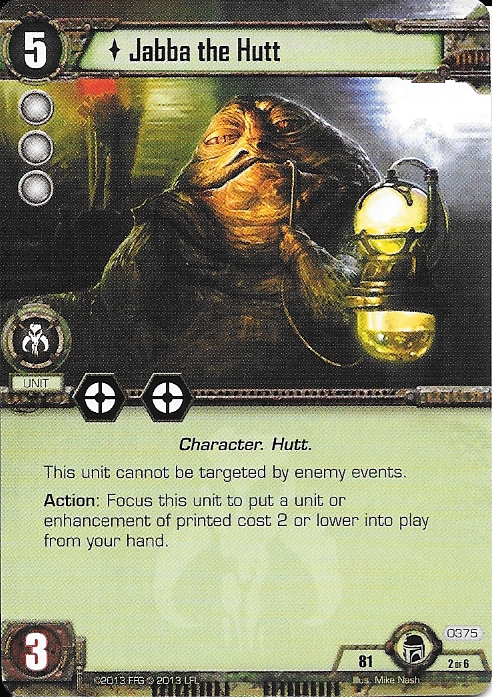 5
Jabba the Hutt
UNIT
Character. Hutt.
This unit cannot be targeted by enemy events.
Action: Focus this unit to put a unit or
enhancement of printed cost 2 or lower into play
from your hand.
3
0375
81
2 OF 6
©2013 FFG © 2013 LFL
Illus. Mike Nash